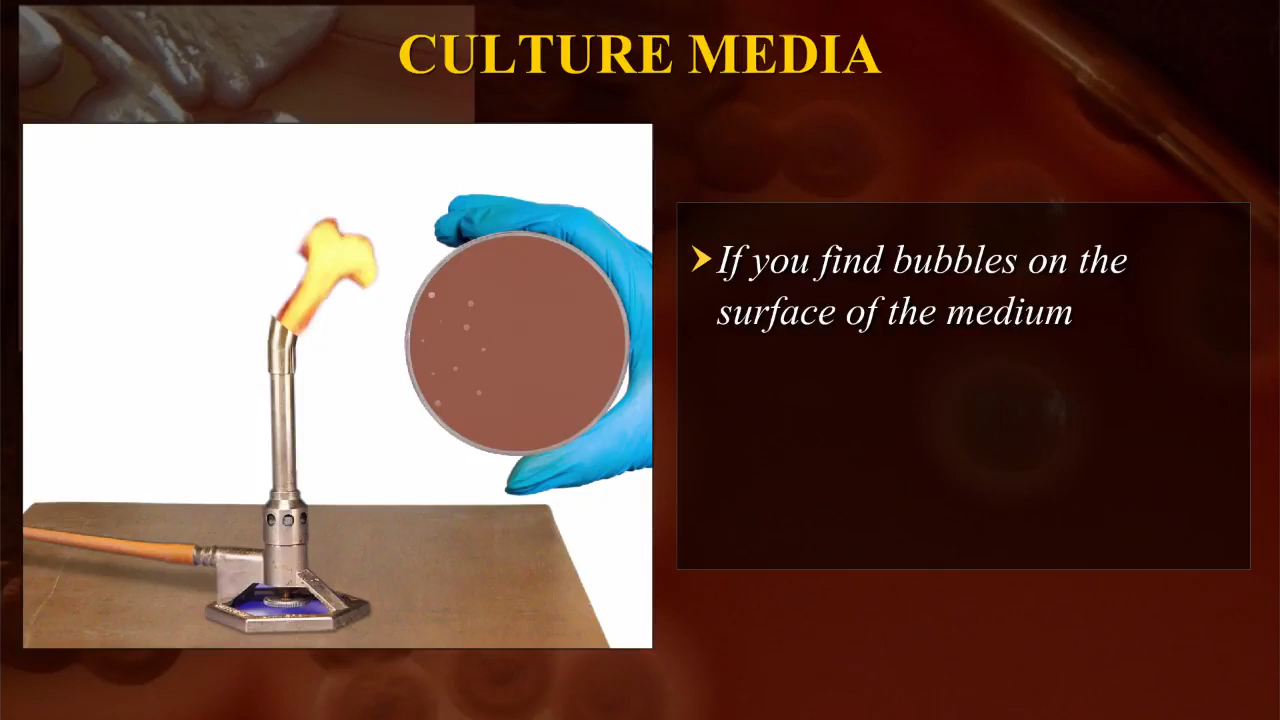 CULTURE MEDIA
If you find bubbles on the
surface of the medium